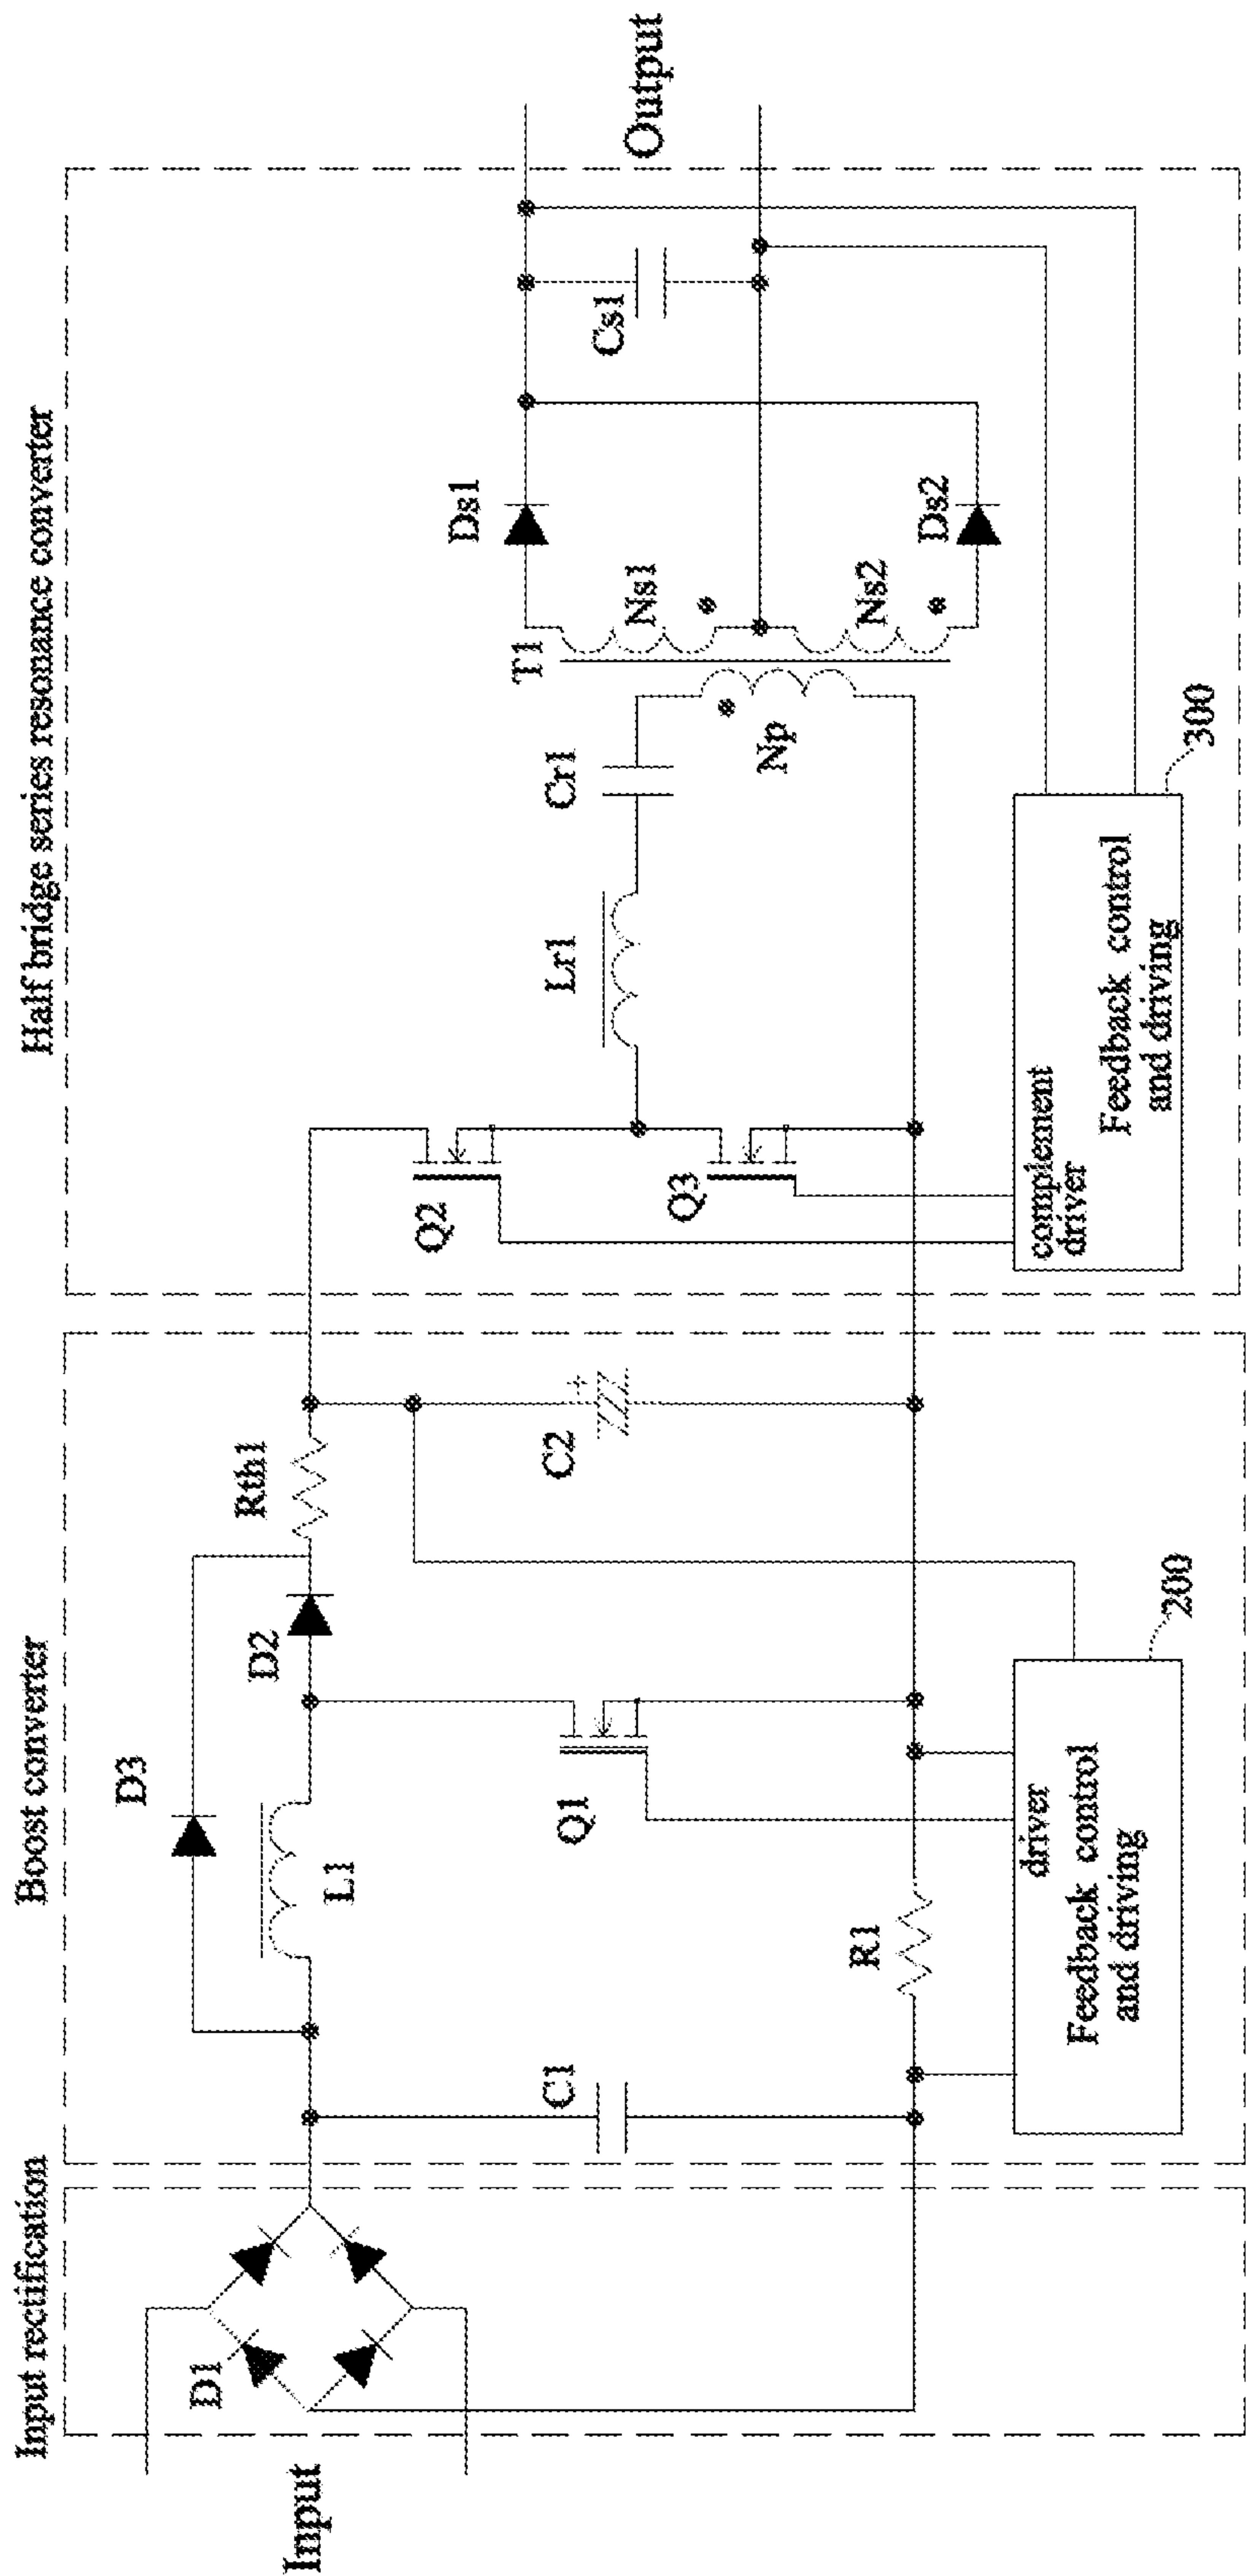 Input rectification
Boost converter
Half bridge series resonance converter
Input
D1
C1
D3
L1
D2
Rth1
Q1
C2
+
R1
driver
Feedback control
and driving
200
Q2
Q3
Lr1
Cr1
T1
Np
Ns1
Ns2
Ds1
Ds2
Cs1
Output
complement
driver
Feedback control
and driving
300